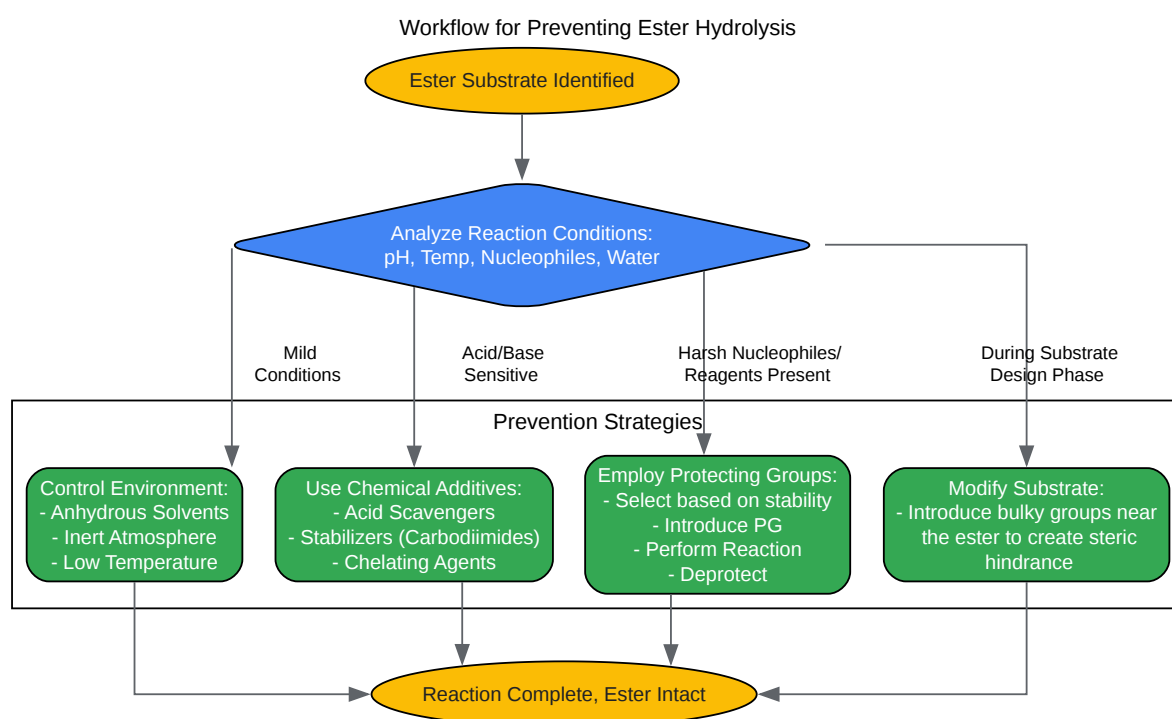 Workflow for Preventing Ester Hydrolysis
Ester Substrate Identified
Analyze Reaction Conditions:
pH, Temp, Nucleophiles, Water
Mild
Conditions
Acid/Base
Sensitive
Harsh Nucleophiles/
Reagents Present
During Substrate
Design Phase
Prevention Strategies
Control Environment:
- Anhydrous Solvents
- Inert Atmosphere
- Low Temperature
Use Chemical Additives:
- Acid Scavengers
- Stabilizers (Carbodiimides)
- Chelating Agents
Employ Protecting Groups:
- Select based on stability
- Introduce PG
- Perform Reaction
- Deprotect
Modify Substrate:
- Introduce bulky groups near
the ester to create steric
hindrance
Reaction Complete, Ester Intact